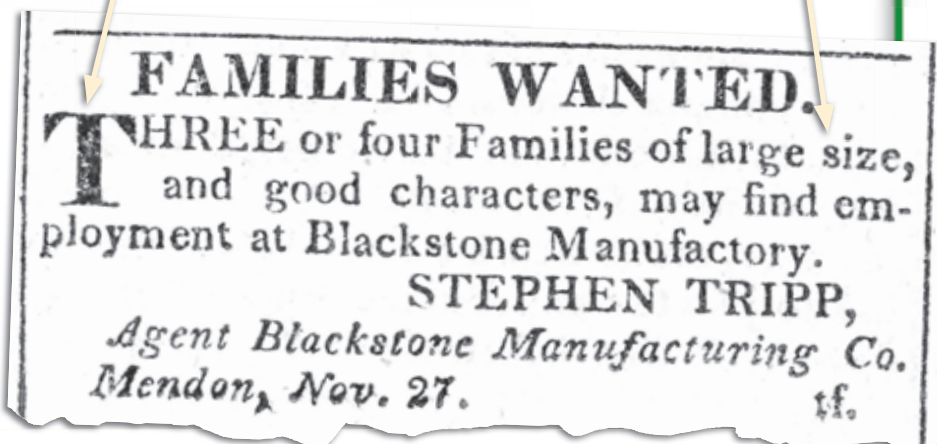 FAMILIES WANTED.
THREE or four Families of large size,
and good characters, may find em-
ployment at Blackstone Manufactory.
STEPHEN TRIPP,
Agent Blackstone Manufacturing Co.
Mendon, Nov. 27. tf.